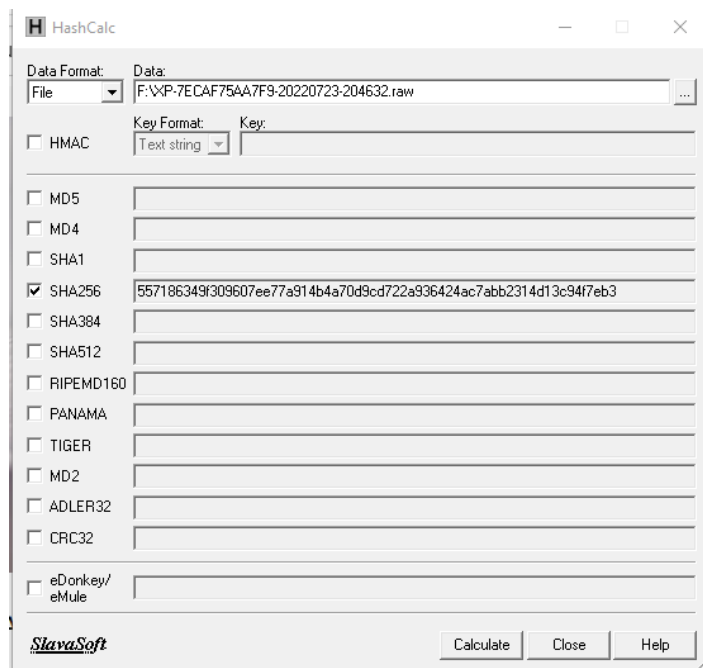 HashCalc
Data Format: Data:
File F:\XP-7ECAF75AA7F9-20220723-204632.raw ...
Key Format: Key:
HMAC Text string
MD5
MD4
SHA1
SHA256 557186349f309607ee77a914b4a70d9cd722a936424ac7abb2314d13c94f7eb3
SHA384
SHA512
RIPEMD160
PANAMA
TIGER
MD2
ADLER32
CRC32
eDonkey/
eMule
SlavaSoft Calculate Close Help